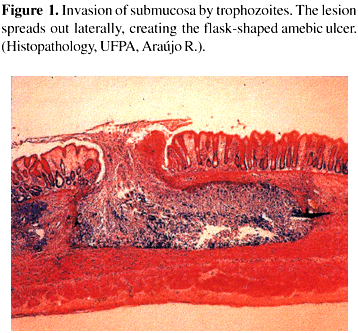 Figure 1. Invasion of submucosa by trophozoites. The lesion
spreads out laterally, creating the flask-shaped amebic ulcer.
(Histopathology, UFPA, Araújo R.).